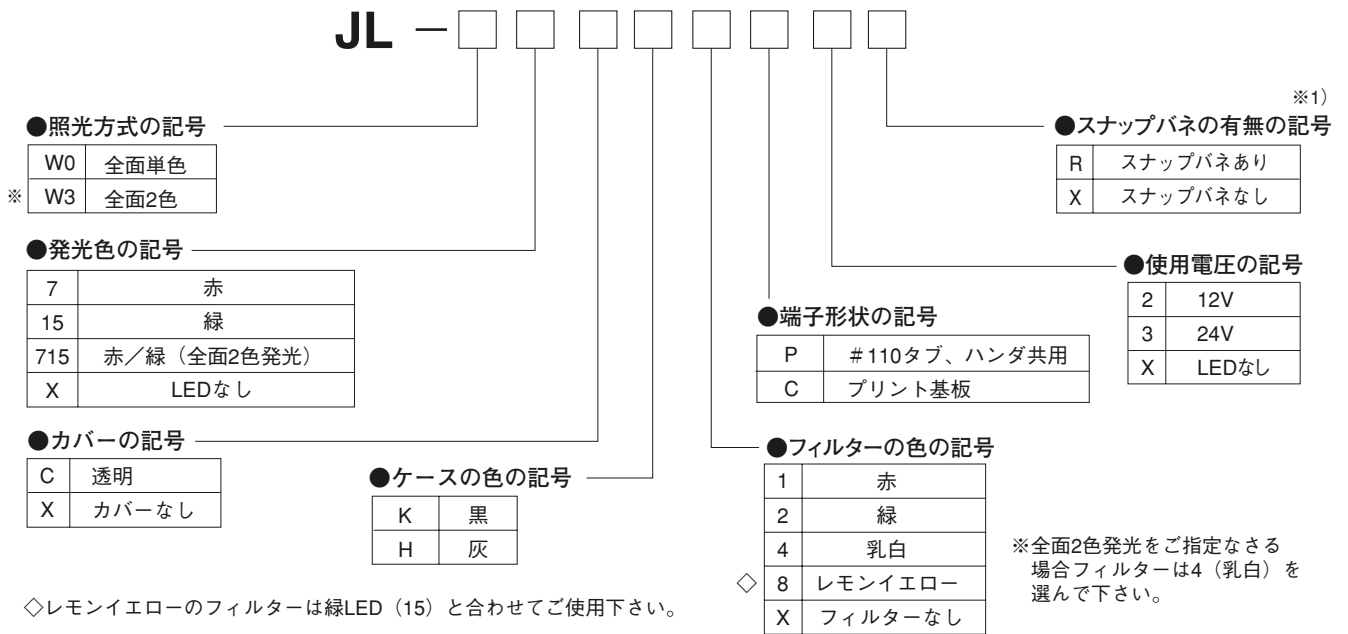 JL －
※1）
●照光方式の記号
W0 全面単色
※ W3 全面2色
●スナップバネの有無の記号
R スナップバネあり
X スナップバネなし
●発光色の記号
7 赤
15 緑
715 赤／緑（全面2色発光）
X LEDなし
●使用電圧の記号
2 12V
3 24V
X LEDなし
●端子形状の記号
P ＃110タブ、ハンダ共用
C プリント基板
●カバーの記号
C 透明
X カバーなし
●ケースの色の記号
K 黒
H 灰
●フィルターの色の記号
1 赤
2 緑
4 乳白
◇ 8 レモンイエロー
X フィルターなし
※全面2色発光をご指定なさる
場合フィルターは4（乳白）を
選んで下さい。
◇レモンイエローのフィルターは緑LED（15）と合わせてご使用下さい。